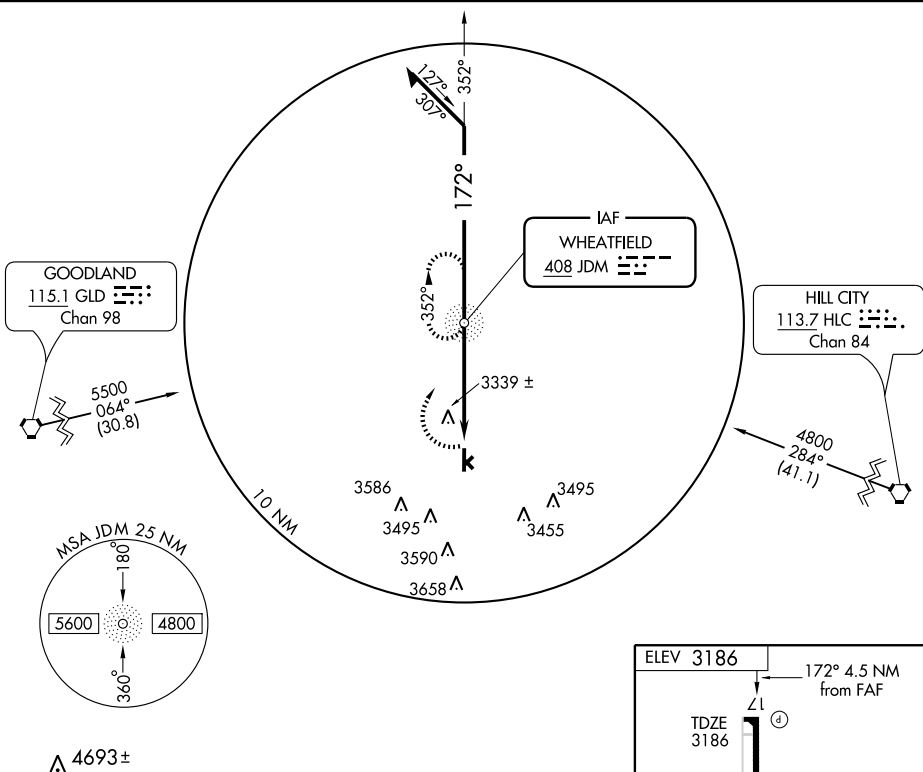 352°
127°
307°
172°
IAF
WHEATFIELD
408 JDM
352°
GOODLAND
115.1 GLD
Chan 98
5500
064°
(30.8)
HILL CITY
113.7 HLC
Chan 84
4800
284°
(41.1)
3339 ±
3586
3495
3495
3455
3590
3658
10 NM
MSA JDM 25 NM
180°
5600
4800
360°
4693±
ELEV 3186
172° 4.5 NM
from FAF
17
P
TDZE
3186